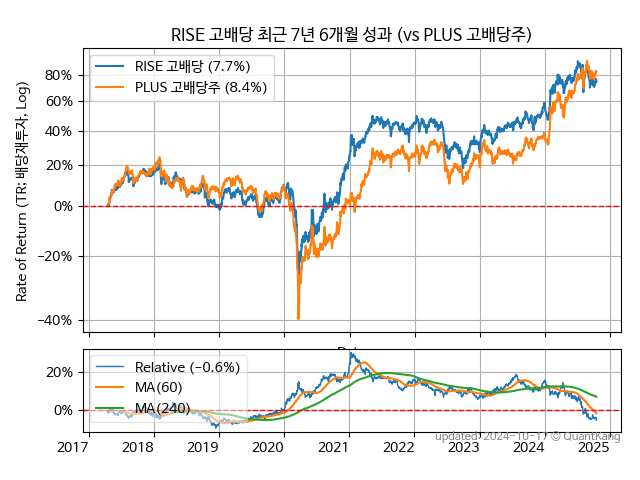 RISE 고배당 최근 7년 6개월 성과 (vs PLUS 고배당주)
RISE 고배당 (7.7%)
PLUS 고배당주 (8.4%)
80%
60%
40%
20%
0%
−20%
−40%
Rate of Return (TR: 배당재투자, Log)
Relative (−0.6%)
MA(60)
MA(240)
20%
0%
2017 2018 2019 2020 2021 2022 2023 2024 2025
updated: 2024-10-17 © QuantKang